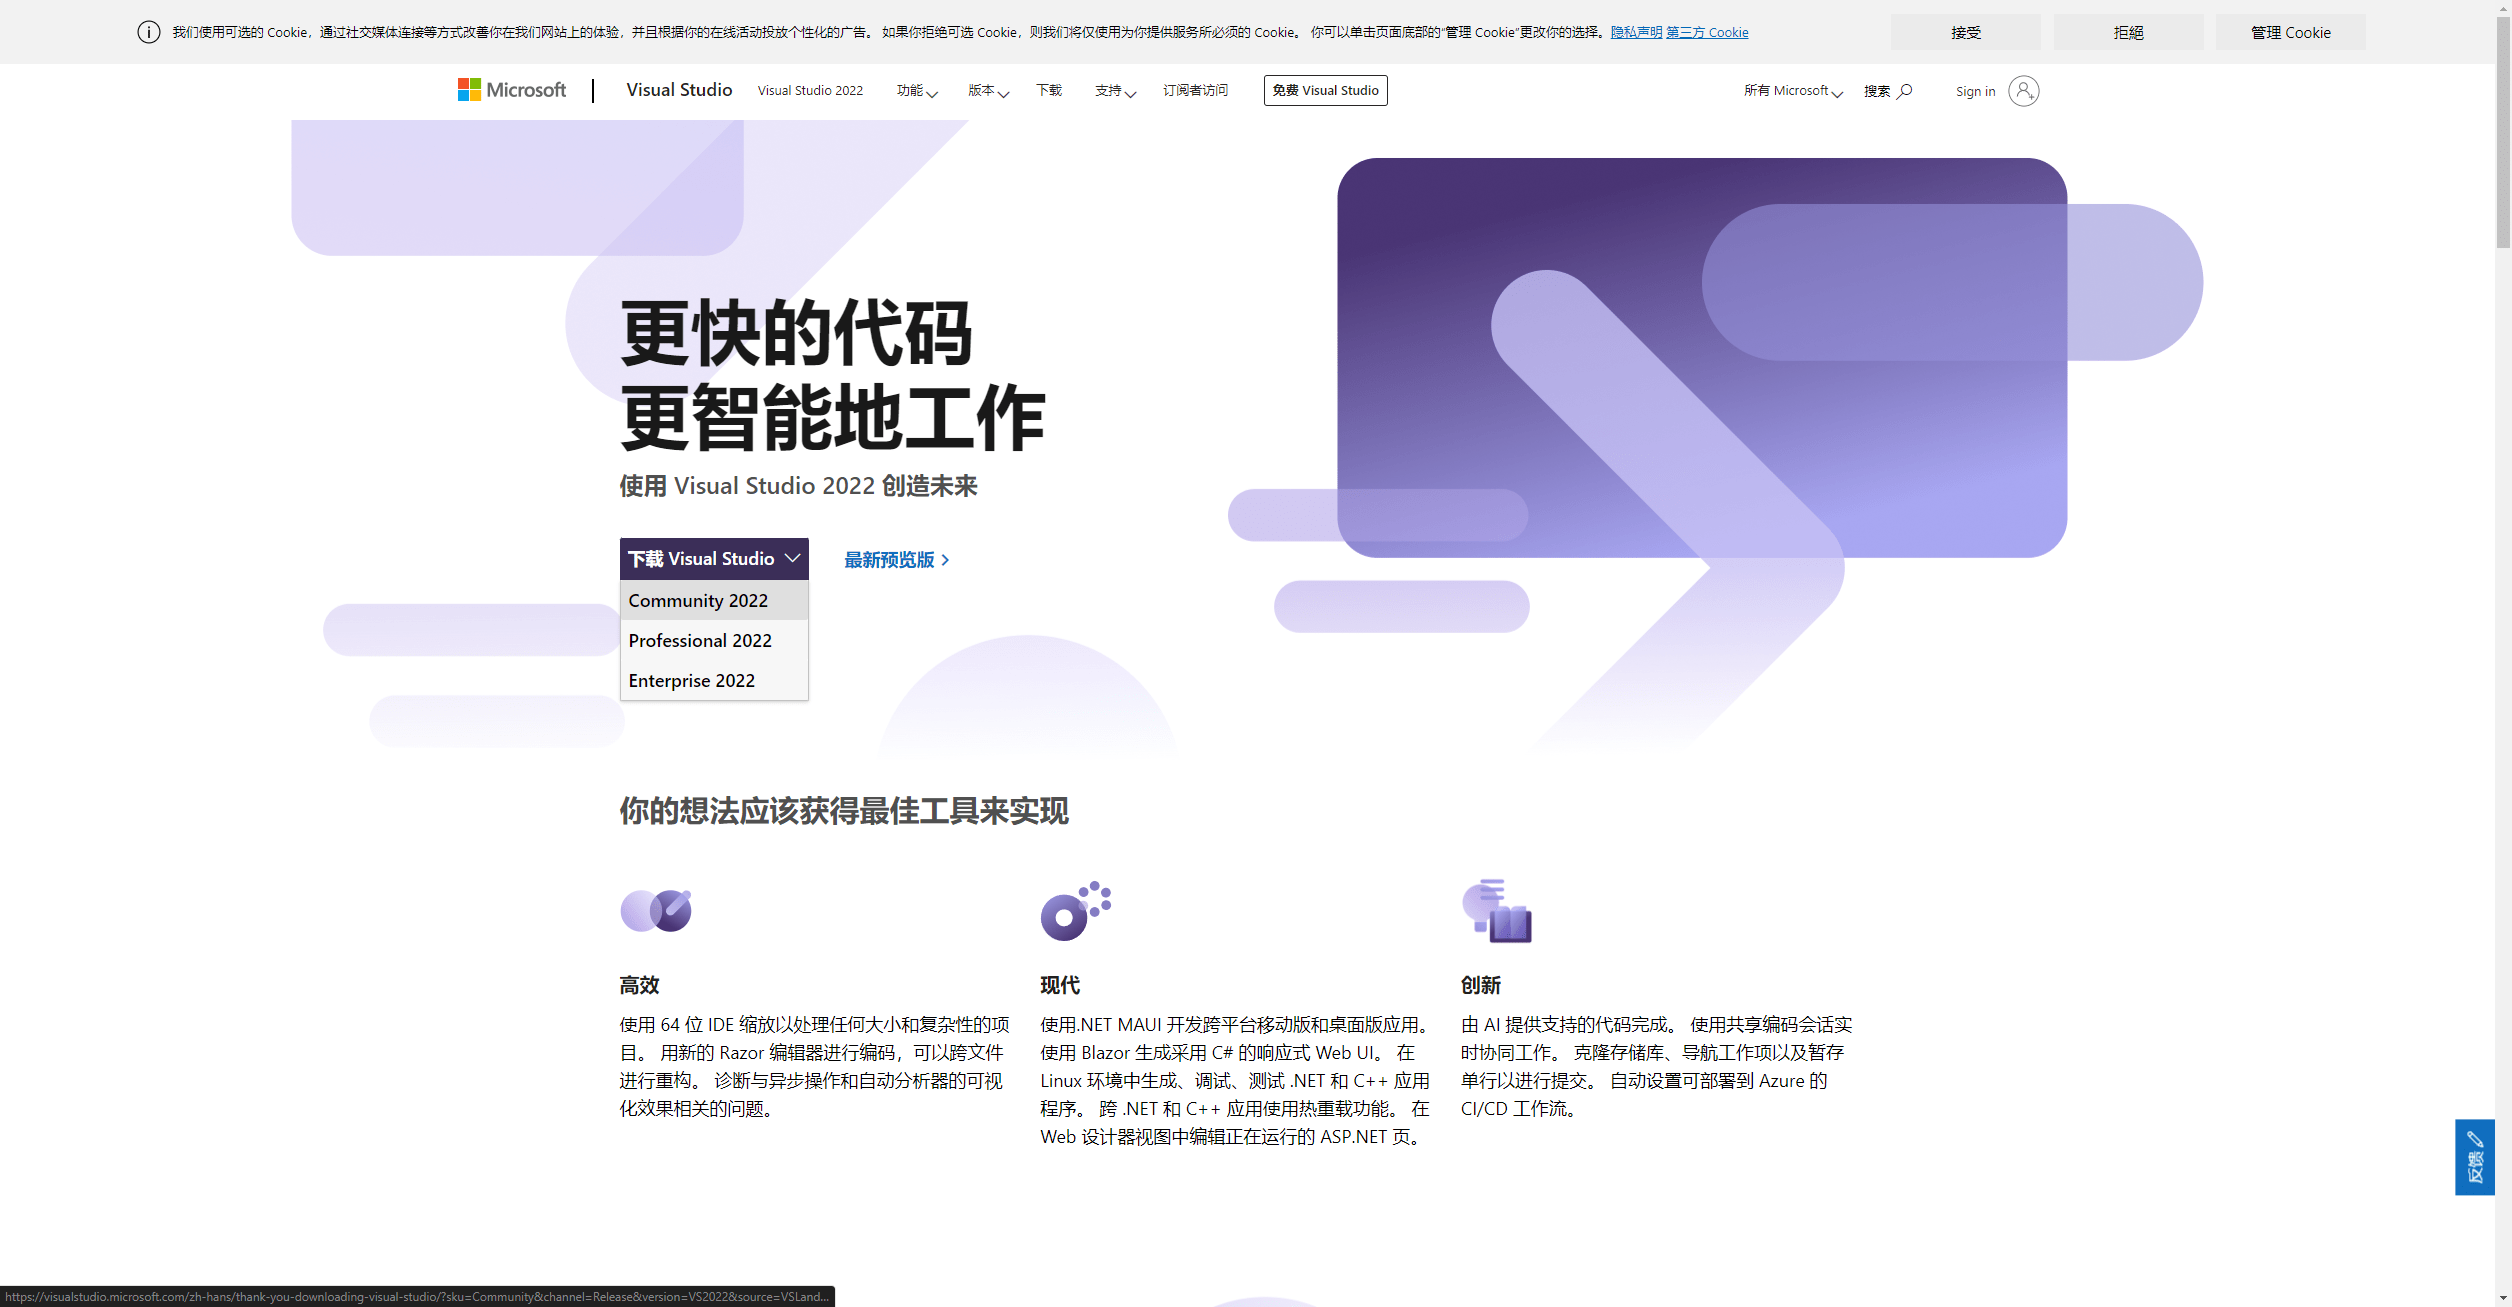 我们使用可选的 Cookie，通过社交媒体连接等方式改善你在我们网站上的体验，并且根据你的在线活动投放个性化的广告。 如果你拒绝可选 Cookie，则我们将仅使用为你提供服务所必须的 Cookie。 你可以单击页面底部的“管理 Cookie”更改你的选择。隐私声明 第三方 Cookie
接受 拒絕 管理 Cookie
Microsoft Visual Studio Visual Studio 2022 功能 版本 下载 支持 订阅者访问 免费 Visual Studio 所有 Microsoft 搜索 Sign in
更快的代码
更智能地工作
使用 Visual Studio 2022 创造未来
下载 Visual Studio 最新预览版
Community 2022
Professional 2022
Enterprise 2022
你的想法应该获得最佳工具来实现
高效
使用 64 位 IDE 缩放以处理任何大小和复杂性的项
目。 用新的 Razor 编辑器进行编码，可以跨文件
进行重构。 诊断与异步操作和自动分析器的可视
化效果相关的问题。
现代
使用.NET MAUI 开发跨平台移动版和桌面版应用。
使用 Blazor 生成采用 C# 的响应式 Web UI。 在
Linux 环境中生成、调试、测试 .NET 和 C++ 应用
程序。 跨 .NET 和 C++ 应用使用热重载功能。 在
Web 设计器视图中编辑正在运行的 ASP.NET 页。
创新
由 AI 提供支持的代码完成。 使用共享编码会话实
时协同工作。 克隆存储库、导航工作项以及暂存
单行以进行提交。 自动设置可部署到 Azure 的
CI/CD 工作流。
反馈
https://visualstudio.microsoft.com/zh-hans/thank-you-downloading-visual-studio/?sku=Community&channel=Release&version=VS2022&source=VSLand...